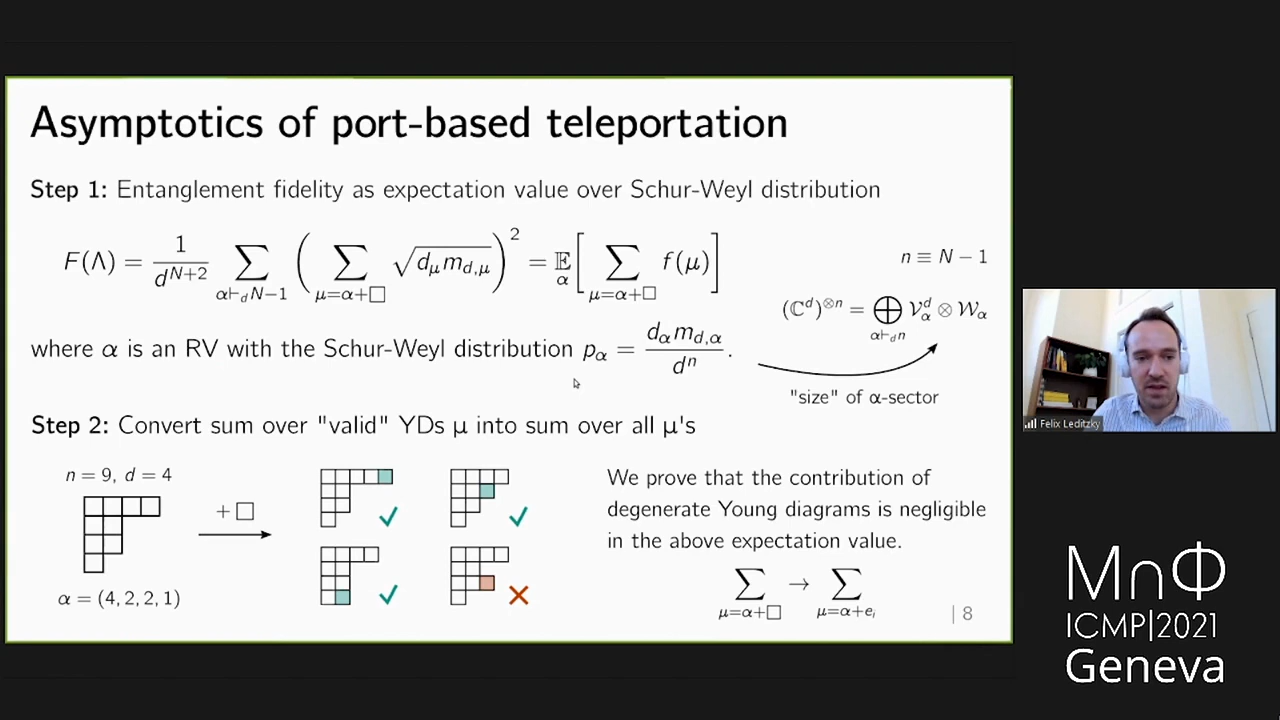 Asymptotics of port-based teleportation
Step 1: Entanglement fidelity as expectation value over Schur-Weyl distribution
F(Λ) = 1/d^{N+2} ∑_{α⊢_d N−1} ( ∑_{μ=α+□} √(d_μ m_{d,μ}) )^2 = 𝔼_α [ ∑_{μ=α+□} f(μ) ]
n ≡ N − 1
(ℂ^d)^{⊗n} = ⨁_{α⊢_d n} 𝒱_α^d ⊗ 𝒲_α
where α is an RV with the Schur-Weyl distribution p_α = d_α m_{d,α} / d^n .
"size" of α-sector
Step 2: Convert sum over "valid" YDs μ into sum over all μ's
n = 9, d = 4
+ □
α = (4, 2, 2, 1)
We prove that the contribution of
degenerate Young diagrams is negligible
in the above expectation value.
∑_{μ=α+□} → ∑_{μ=α+e_i}
| 8
Felix Leditzky
МпФ
ICMP|2021
Geneva